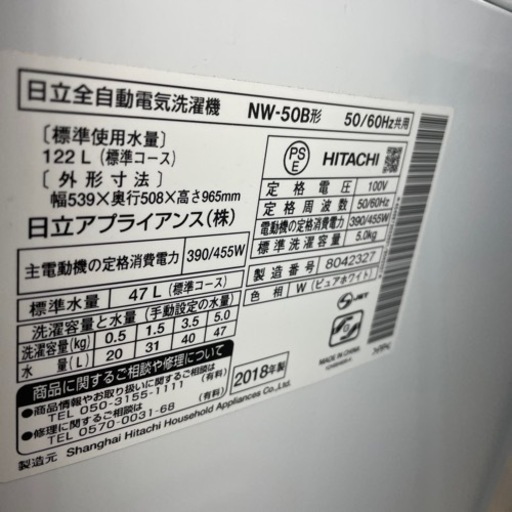 日立全自動電気洗濯機 NW-50B形 50/60Hz共用
〔標準使用水量〕
122 L（標準コース）
〔外形寸法〕
幅539×奥行508×高さ965mm
日立アプライアンス（株）
主電動機の定格消費電力 390/455W
標準水量 47 L（標準コース）
洗濯容量と水量（手動設定の水量）
洗濯容量(kg) 0.5 1.5 3.5 5.0
水量(L) 20 31 40 47
PS
E
HITACHI
定格電圧 100V
定格周波数 50/60Hz
電動機の定格消費電力 390/455W
標準洗濯容量 5.0kg
製造番号 8042327
色相 W（ピュアホワイト）
商品に関するご相談や修理について
●商品情報やお取り扱いに関するご相談
TEL 050-3155-1111（有料）
●修理に関するご相談
TEL 0570-0031-68（有料）
2018年製
S-JET
MADE IN CHINA
製造元 Shanghai Hitachi Household Appliances Co.,Ltd.